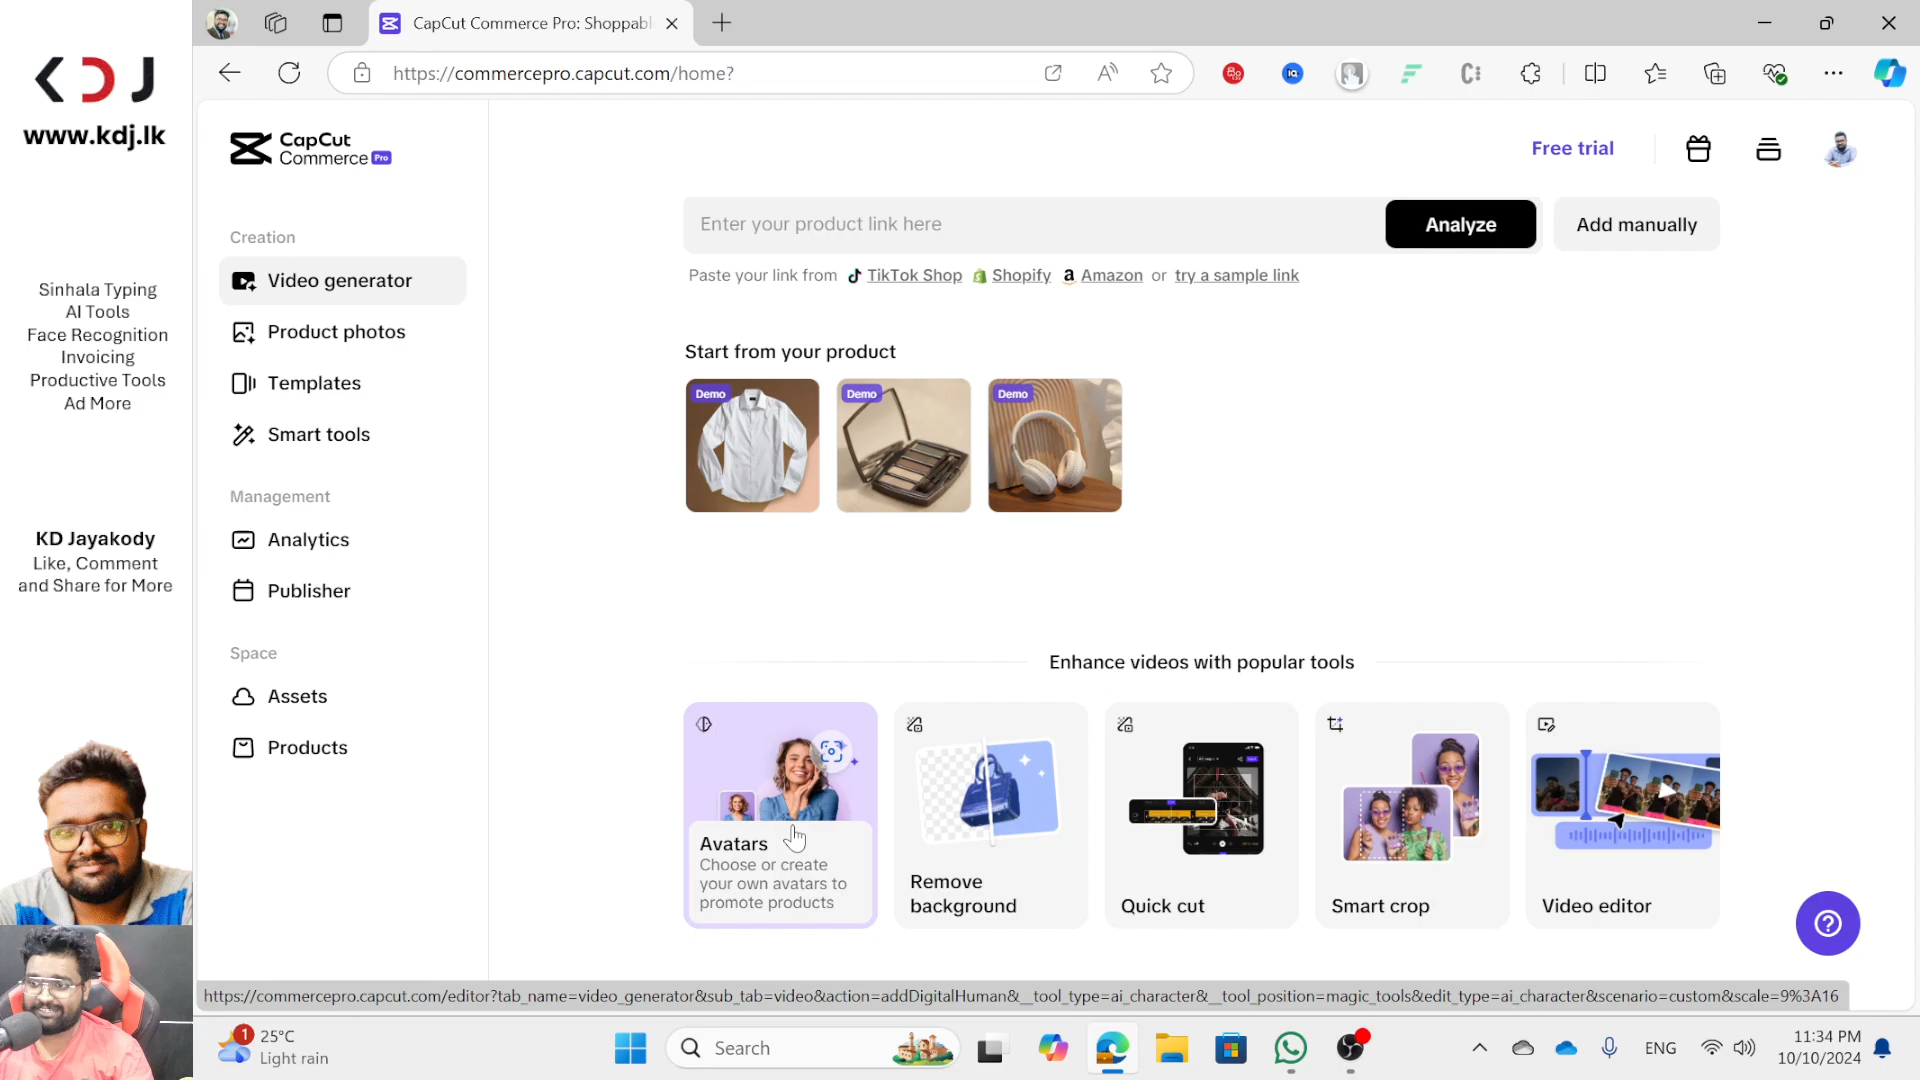 KDJ
www.kdj.lk
Sinhala Typing
AI Tools
Face Recognition
Invoicing
Productive Tools
Ad More
KD Jayakody
Like, Comment
and Share for More
CapCut Commerce Pro: Shoppabl
https://commercepro.capcut.com/home?
CapCut
Commerce Pro
Creation
Video generator
Product photos
Templates
Smart tools
Management
Analytics
Publisher
Space
Assets
Products
Free trial
Enter your product link here
Analyze
Add manually
Paste your link from TikTok Shop Shopify Amazon or try a sample link
Start from your product
Demo
Demo
Demo
Enhance videos with popular tools
Avatars
Choose or create
your own avatars to
promote products
Remove
background
Quick cut
Smart crop
Video editor
https://commercepro.capcut.com/editor?tab_name=video_generator&sub_tab=video&action=addDigitalHuman&__tool_type=ai_character&__tool_position=magic_tools&edit_type=ai_character&scenario=custom&scale=9%3A16
1
25°C
Light rain
Search
ENG
11:34 PM
10/10/2024